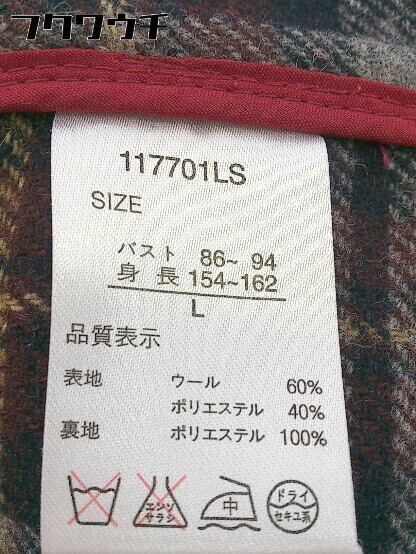 フクワウチ
117701LS
SIZE
バスト 86~ 94
身 長 154~162
L
品質表示
表地 ウール 60%
ポリエステル 40%
裏地 ポリエステル 100%
エンソ
サラシ
中
ドライ
セキユ系